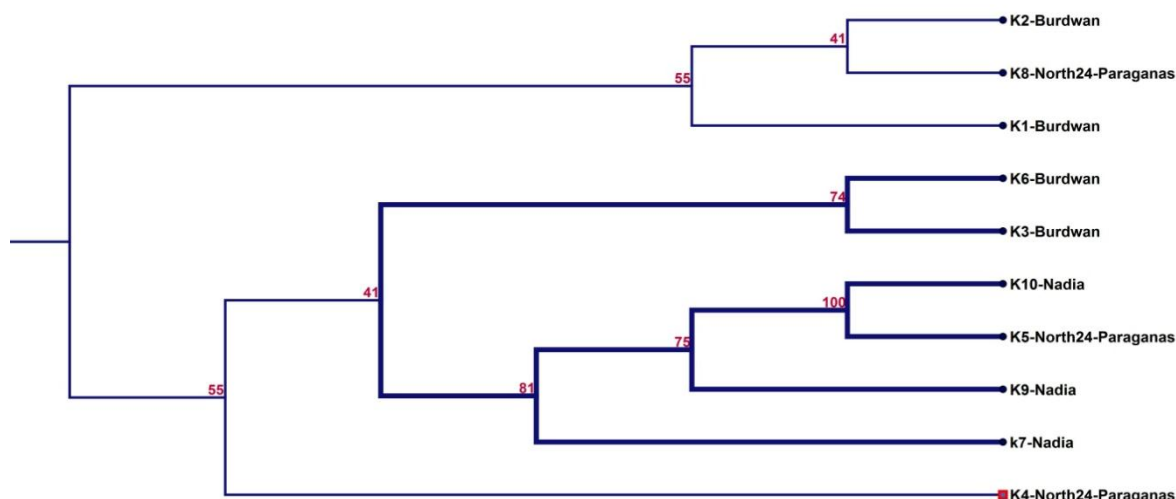 K2-Burdwan
41
K8-North24-Paraganas
55
K1-Burdwan
K6-Burdwan
74
K3-Burdwan
K10-Nadia
41
100
K5-North24-Paraganas
75
K9-Nadia
81
55
k7-Nadia
K4-North24-Paraganas